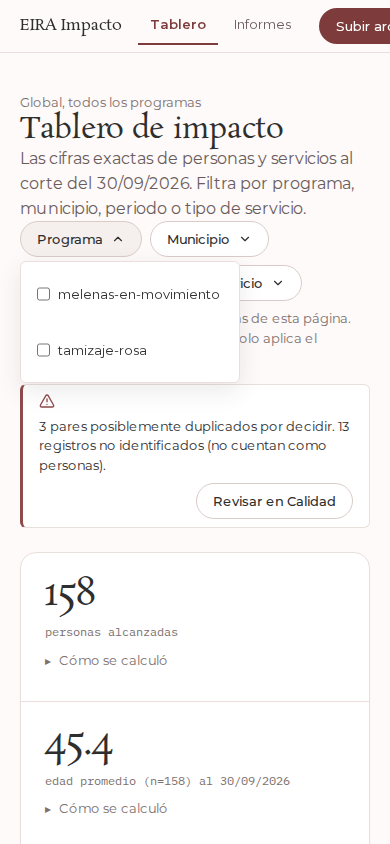 EIRA Impacto
Tablero
Informes
Subir arc
Global, todos los programas
Tablero de impacto
Las cifras exactas de personas y servicios al
corte del 30/09/2026. Filtra por programa,
municipio, periodo o tipo de servicio.
Programa
Municipio
melenas-en-movimiento
icio
as de esta página.
tamizaje-rosa
olo aplica el
3 pares posiblemente duplicados por decidir. 13
registros no identificados (no cuentan como
personas).
Revisar en Calidad
158
personas alcanzadas
▸ Cómo se calculó
45.4
edad promedio (n=158) al 30/09/2026
▸ Cómo se calculó